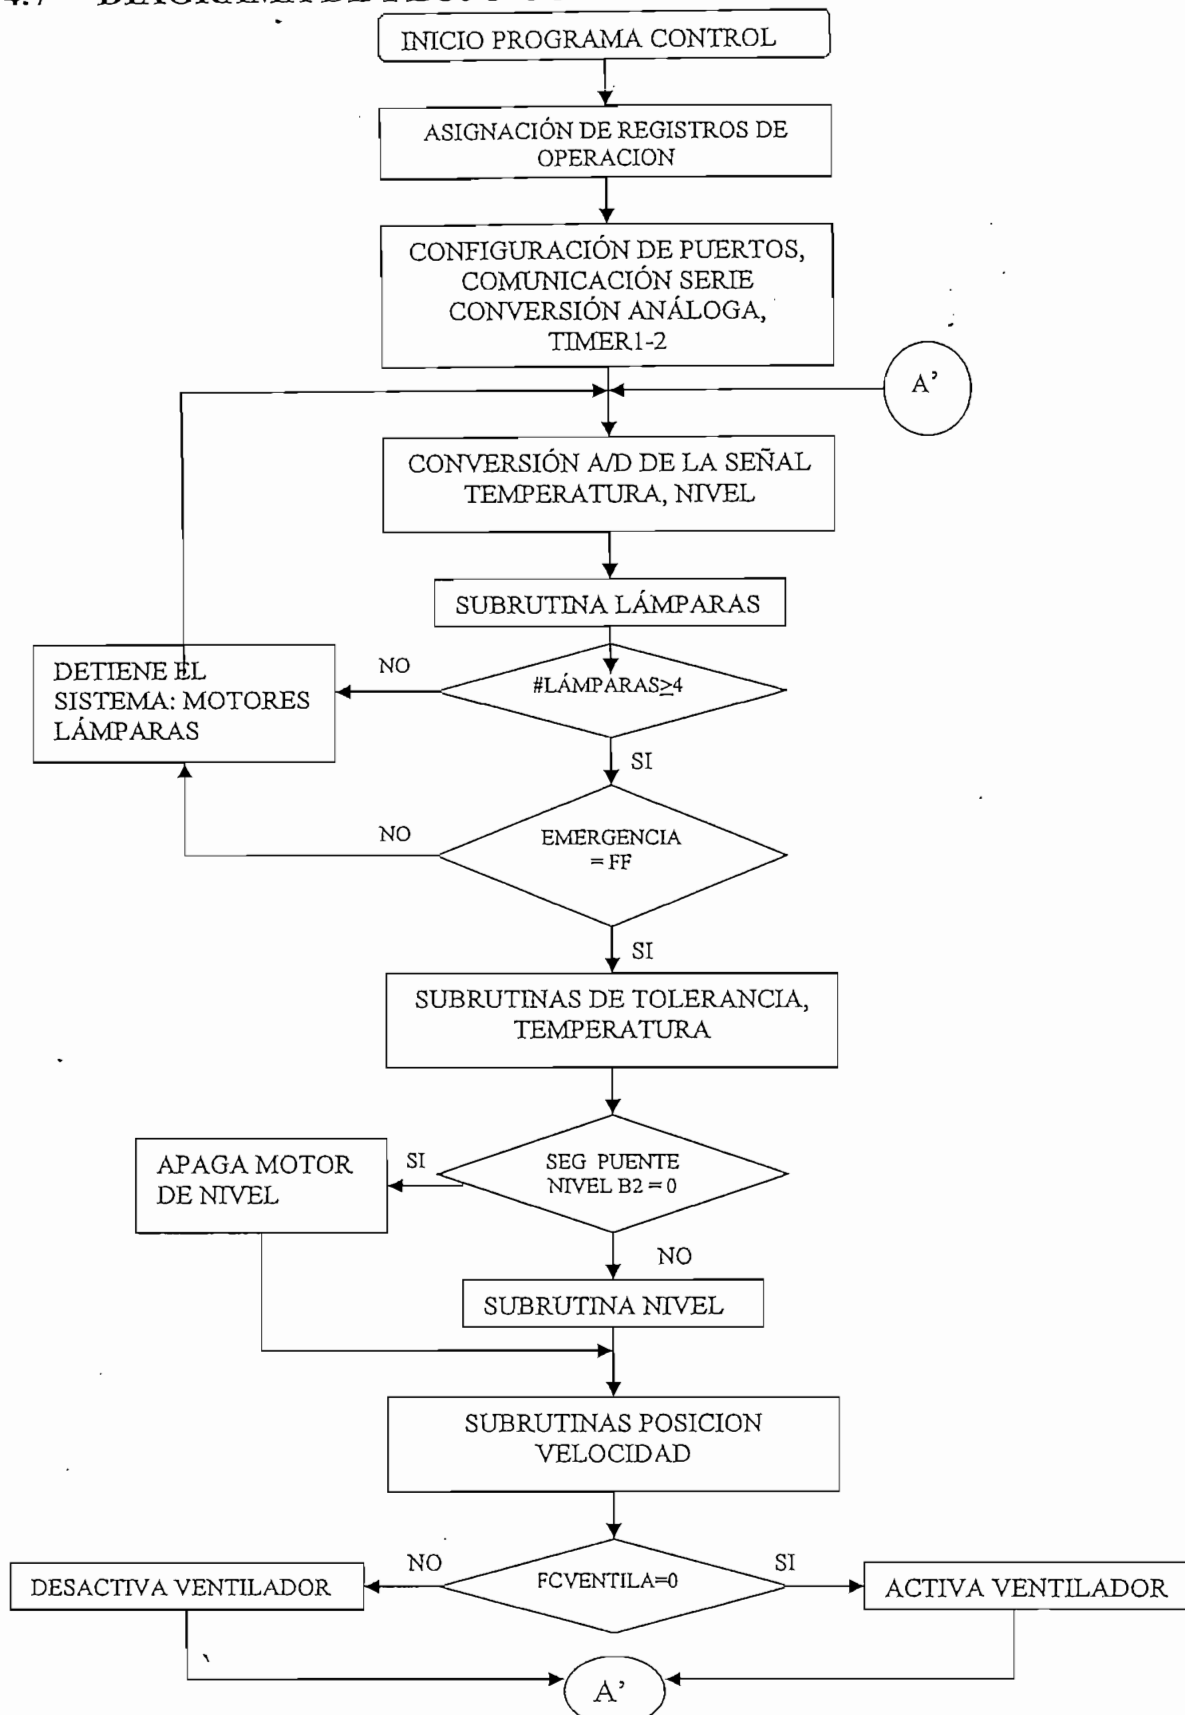 4.7
INICIO PROGRAMA CONTROL
ASIGNACIÓN DE REGISTROS DE
OPERACION
CONFIGURACIÓN DE PUERTOS,
COMUNICACIÓN SERIE
CONVERSIÓN ANÁLOGA,
TIMER1-2
A’
CONVERSIÓN A/D DE LA SEÑAL
TEMPERATURA, NIVEL
SUBRUTINA LÁMPARAS
DETIENE EL
SISTEMA: MOTORES
LÁMPARAS
NO
#LÁMPARAS≥4
SI
NO
EMERGENCIA
= FF
SI
SUBRUTINAS DE TOLERANCIA,
TEMPERATURA
APAGA MOTOR
DE NIVEL
SI
SEG PUENTE
NIVEL B2 = 0
NO
SUBRUTINA NIVEL
SUBRUTINAS POSICION
VELOCIDAD
NO
FCVENTILA=0
SI
DESACTIVA VENTILADOR
ACTIVA VENTILADOR
A’